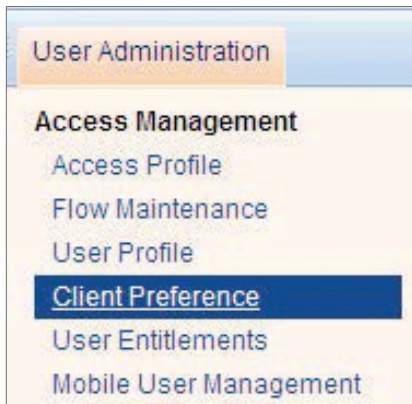 User Administration
Access Management
Access Profile
Flow Maintenance
User Profile
Client Preference
User Entitlements
Mobile User Management